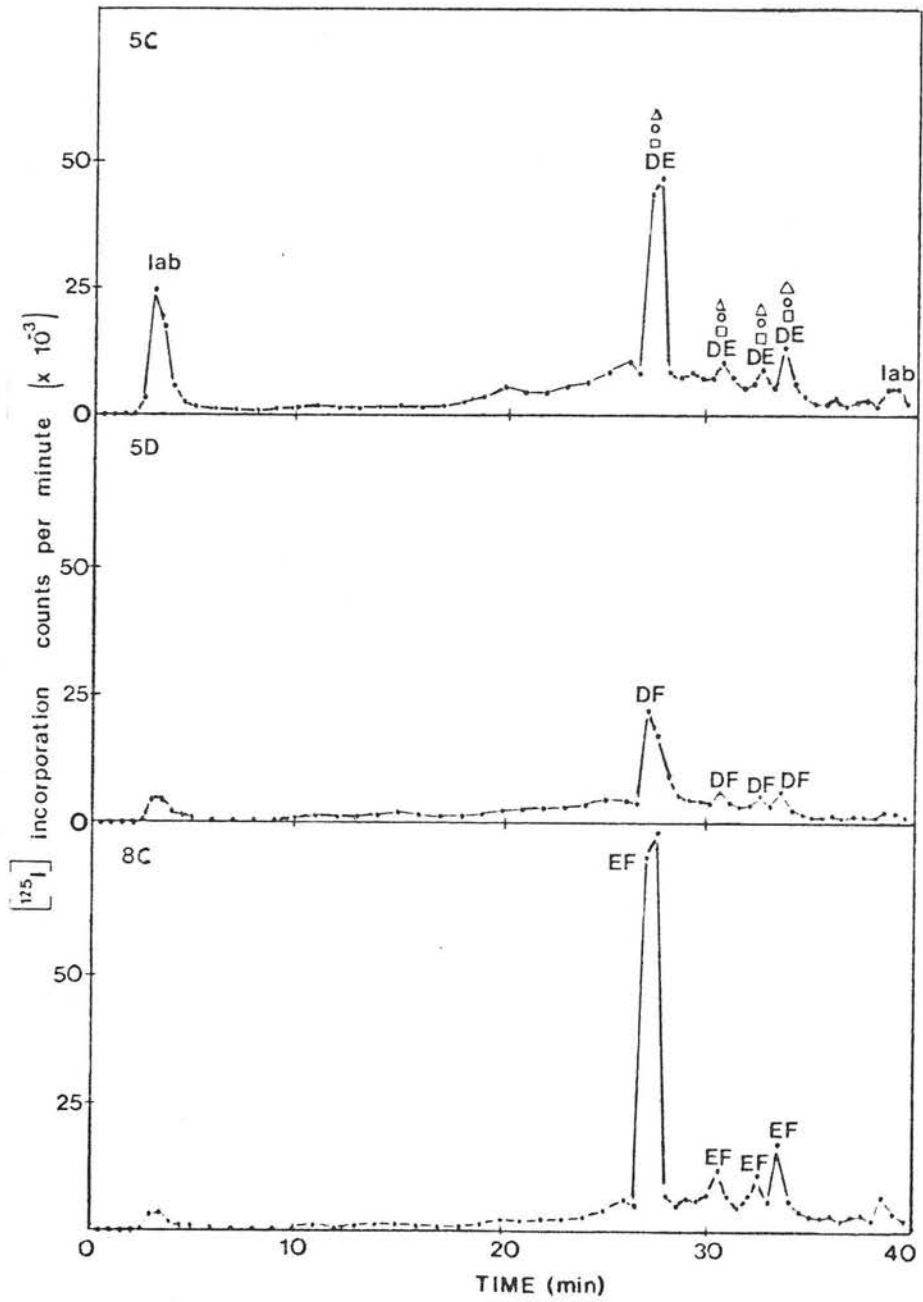 5C
50
25
0
Iab
△
○
□
DE
△
○
□
DE
△
○
□
DE
△
○
□
DE
Iab
5D
50
25
0
DF
DF
DF
DF
8C
50
25
EF
EF
EF
EF
0
10
20
30
40
TIME (min)
[¹²⁵I] incorporation counts per minute (x 10⁻³)